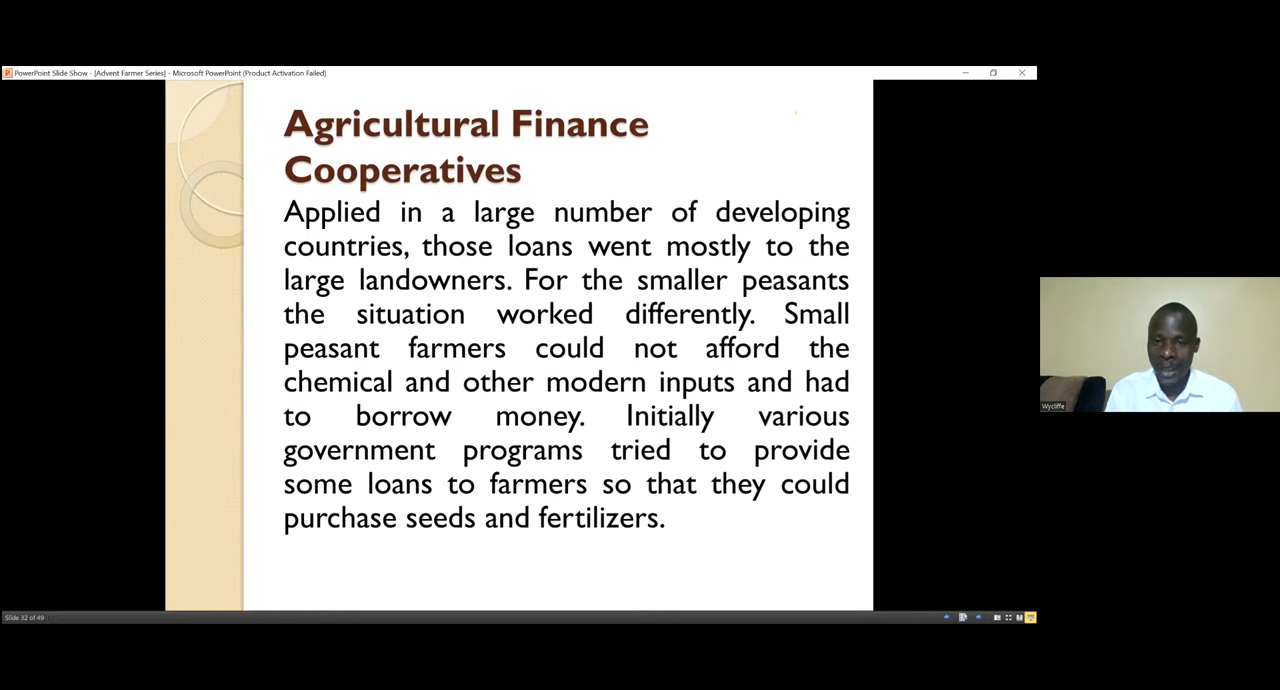 PowerPoint Slide Show - [Advent Farmer Series] - Microsoft PowerPoint (Product Activation Failed)
Agricultural Finance
Cooperatives
Applied in a large number of developing
countries, those loans went mostly to the
large landowners. For the smaller peasants
the situation worked differently. Small
peasant farmers could not afford the
chemical and other modern inputs and had
to borrow money. Initially various
government programs tried to provide
some loans to farmers so that they could
purchase seeds and fertilizers.
Wycliffe
Slide 32 of 49